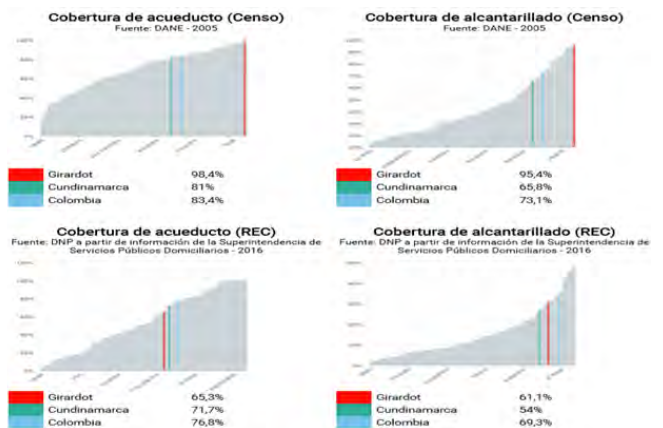 Cobertura de acueducto (Censo)
Fuente: DANE - 2005
Girardot 98,4%
Cundinamarca 81%
Colombia 83,4%
Cobertura de alcantarillado (Censo)
Fuente: DANE - 2005
Girardot 95,4%
Cundinamarca 65,8%
Colombia 73,1%
Cobertura de acueducto (REC)
Fuente: DNP a partir de información de la Superintendencia de
Servicios Públicos Domiciliarios - 2016
Girardot 65,3%
Cundinamarca 71,7%
Colombia 76,8%
Cobertura de alcantarillado (REC)
Fuente: DNP a partir de información de la Superintendencia de
Servicios Públicos Domiciliarios - 2016
Girardot 61,1%
Cundinamarca 54%
Colombia 69,3%